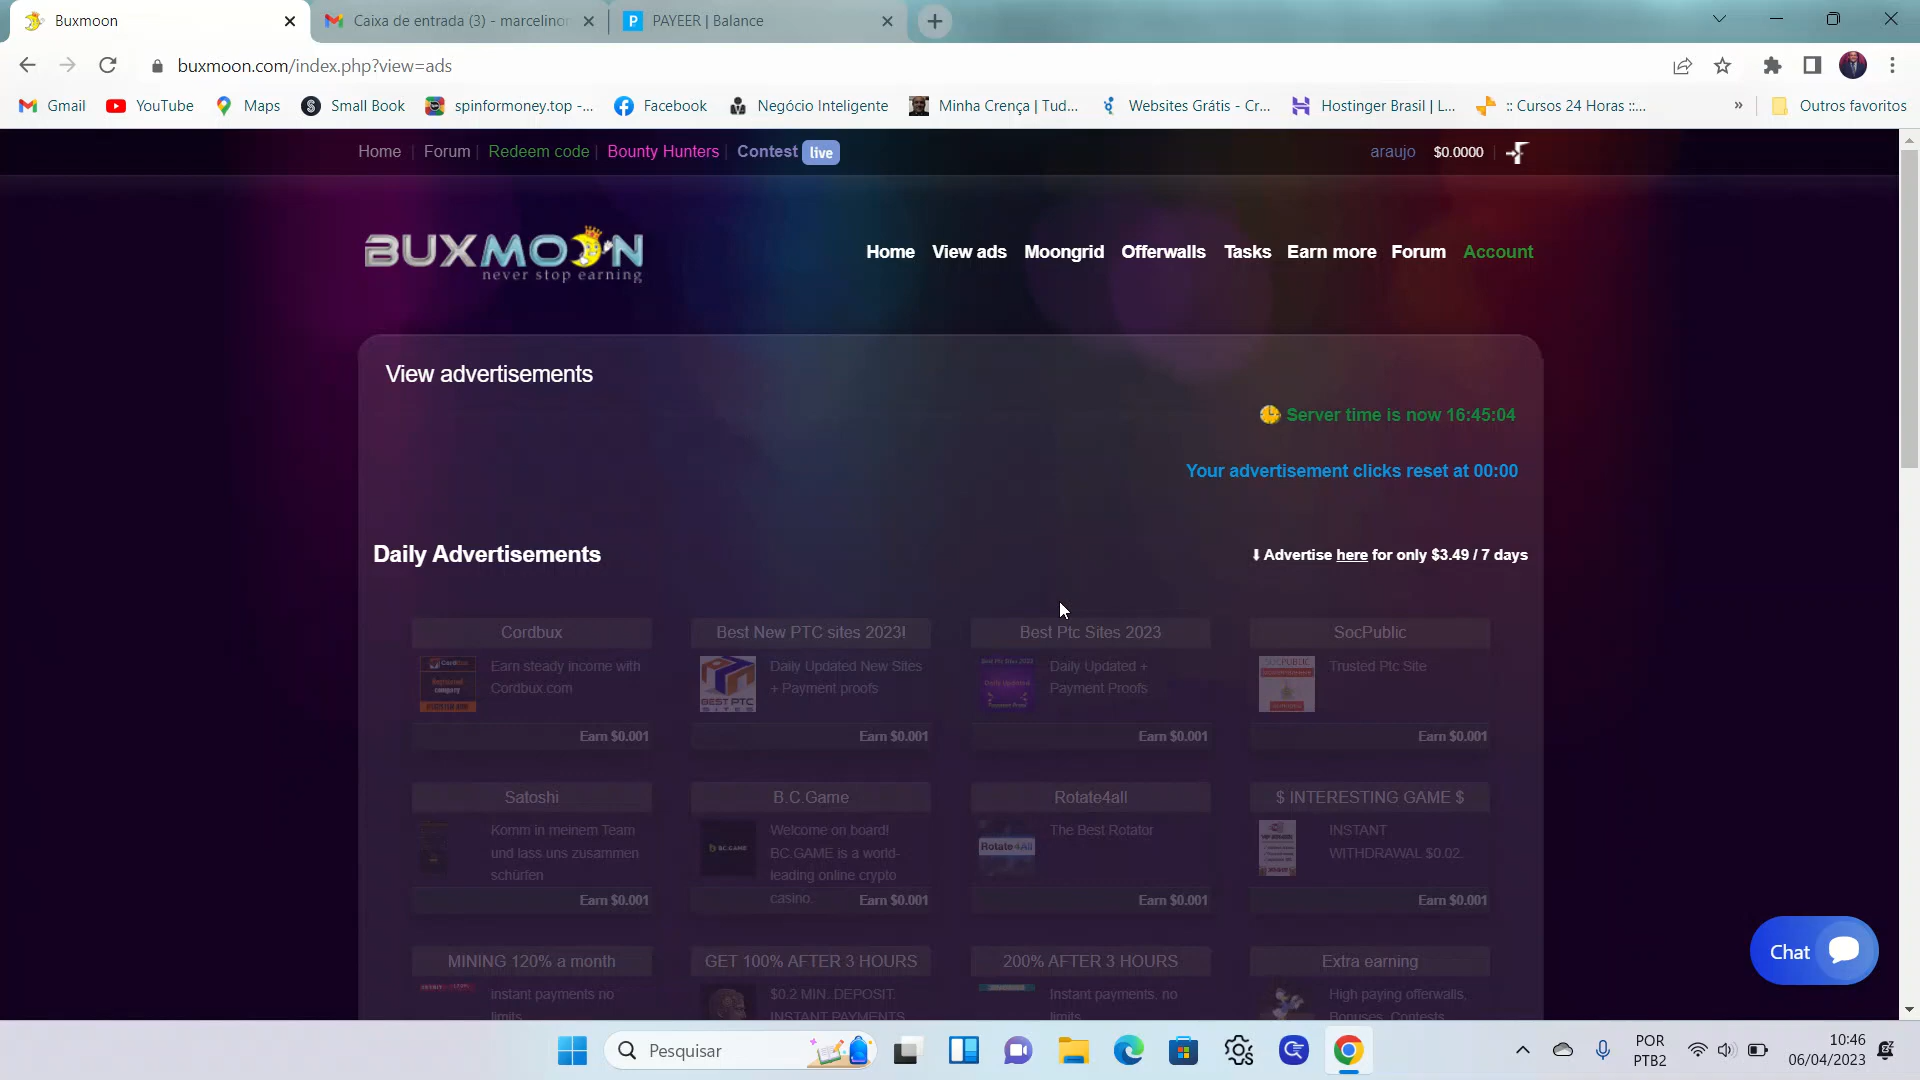 Buxmoon
Caixa de entrada (3) - marcelinor
PAYEER | Balance
buxmoon.com/index.php?view=ads
Gmail YouTube Maps Small Book spinformoney.top -... Facebook Negócio Inteligente Minha Crença | Tud... Websites Grátis - Cr... Hostinger Brasil | L... :: Cursos 24 Horas ::... » Outros favoritos
Home | Forum | Redeem code | Bounty Hunters | Contest live
araujo $0.0000
BUXMOON
never stop earning
Home View ads Moongrid Offerwalls Tasks Earn more Forum Account
View advertisements
Server time is now 16:45:04
Your advertisement clicks reset at 00:00
Daily Advertisements
⬇ Advertise here for only $3.49 / 7 days
Cordbux
Earn steady income with
Cordbux.com
Earn $0.001
Best New PTC sites 2023!
BEST PTC
SITES
Daily Updated New Sites
+ Payment proofs
Earn $0.001
Best Ptc Sites 2023
Daily Updated +
Payment Proofs
Earn $0.001
SocPublic
Trusted Ptc Site
Earn $0.001
Satoshi
Komm in meinem Team
und lass uns zusammen
schürfen
Earn $0.001
B.C.Game
BC.GAME
Welcome on board!
BC.GAME is a world-
leading online crypto
casino.
Earn $0.001
Rotate4all
Rotate4All
The Best Rotator
Earn $0.001
$ INTERESTING GAME $
INSTANT
WITHDRAWAL $0.02.
Earn $0.001
MINING 120% a month
instant payments no
limits
GET 100% AFTER 3 HOURS
$0.2 MIN. DEPOSIT.
INSTANT PAYMENTS
200% AFTER 3 HOURS
Instant payments, no
limits
Extra earning
High paying offerwalls,
Bonuses, Contests
Chat
Pesquisar
POR
PTB2
10:46
06/04/2023